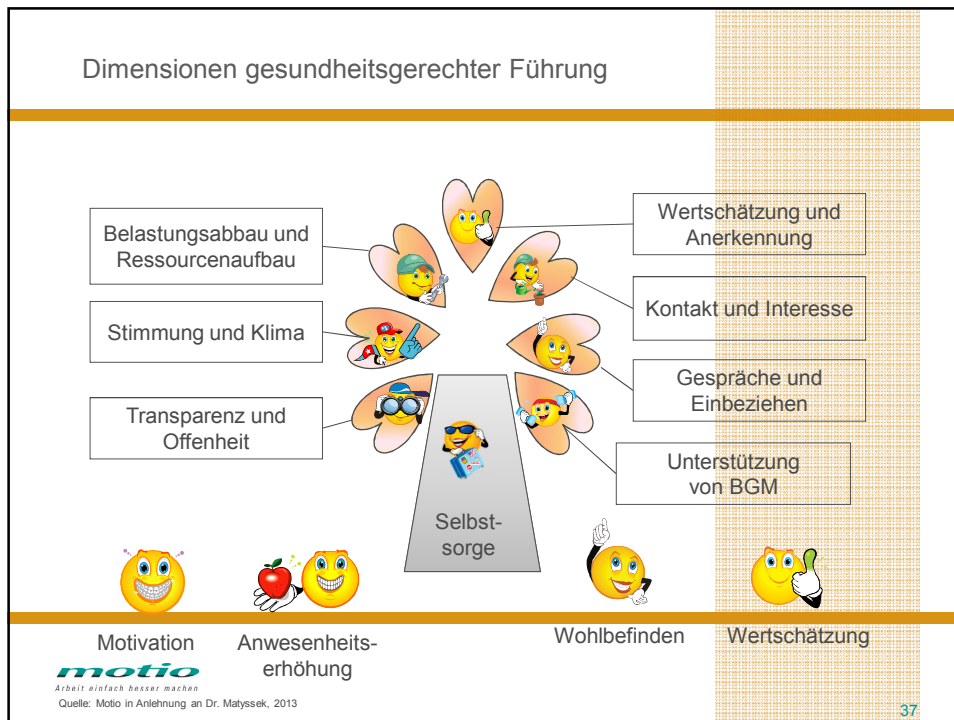 Dimensionen gesundheitsgerechter Führung
Belastungsabbau und
Ressourcenaufbau
Stimmung und Klima
Transparenz und
Offenheit
Wertschätzung und
Anerkennung
Kontakt und Interesse
Gespräche und
Einbeziehen
Unterstützung
von BGM
Selbst-
sorge
Motivation
Anwesenheits-
erhöhung
Wohlbefinden
Wertschätzung
motio
Arbeit einfach besser machen
Quelle: Motio in Anlehnung an Dr. Matyssek, 2013
37